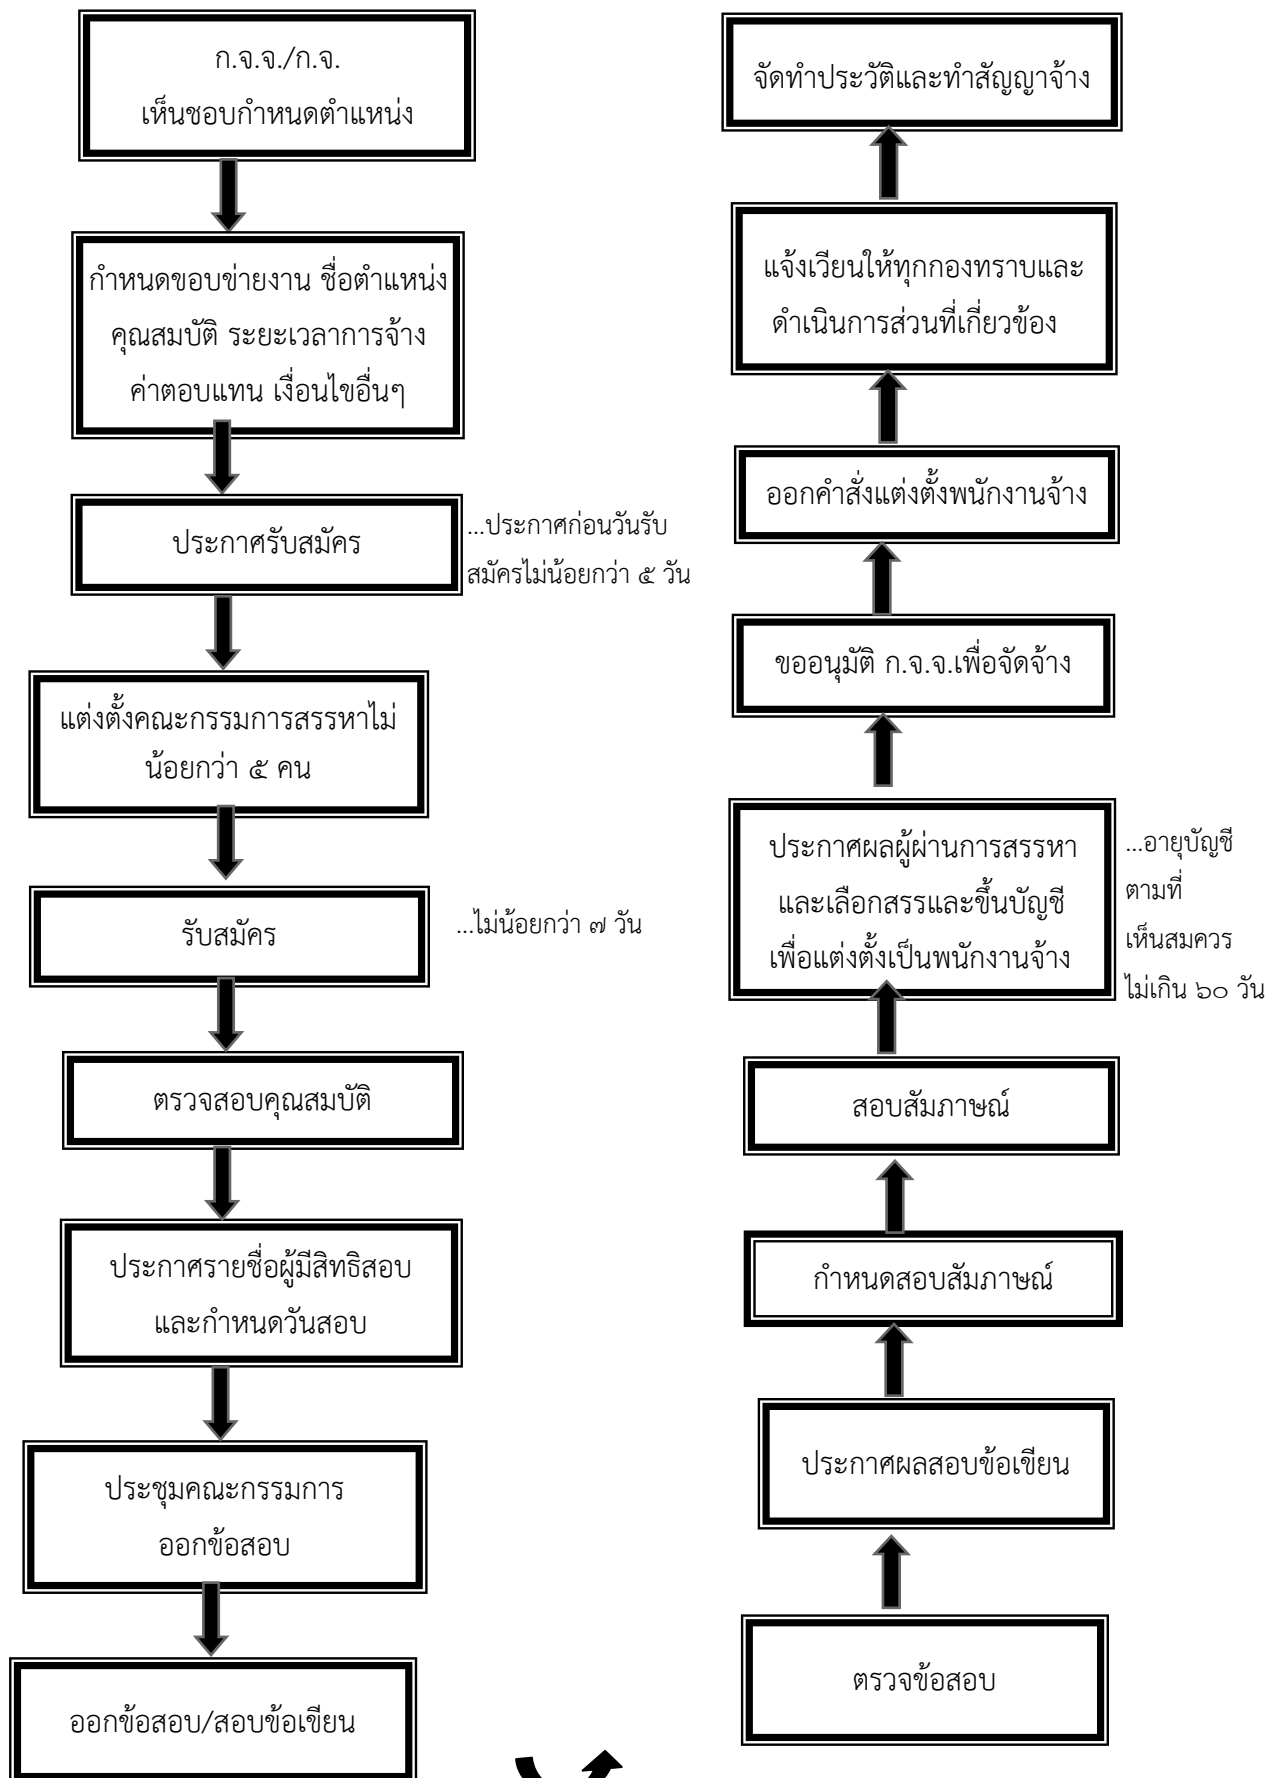 ก.จ.จ./ก.จ.
เห็นชอบกำหนดตำแหน่ง
กำหนดขอบข่ายงาน ชื่อตำแหน่ง
คุณสมบัติ ระยะเวลาการจ้าง
ค่าตอบแทน เงื่อนไขอื่นๆ
ประกาศรับสมัคร
...ประกาศก่อนวันรับ
สมัครไม่น้อยกว่า ๕ วัน
แต่งตั้งคณะกรรมการสรรหาไม่
น้อยกว่า ๕ คน
รับสมัคร
...ไม่น้อยกว่า ๗ วัน
ตรวจสอบคุณสมบัติ
ประกาศรายชื่อผู้มีสิทธิสอบ
และกำหนดวันสอบ
ประชุมคณะกรรมการ
ออกข้อสอบ
ออกข้อสอบ/สอบข้อเขียน
ตรวจข้อสอบ
ประกาศผลสอบข้อเขียน
กำหนดสอบสัมภาษณ์
สอบสัมภาษณ์
ประกาศผลผู้ผ่านการสรรหา
และเลือกสรรและขึ้นบัญชี
เพื่อแต่งตั้งเป็นพนักงานจ้าง
...อายุบัญชี
ตามที่
เห็นสมควร
ไม่เกิน ๖๐ วัน
ขออนุมัติ ก.จ.จ.เพื่อจัดจ้าง
ออกคำสั่งแต่งตั้งพนักงานจ้าง
แจ้งเวียนให้ทุกกองทราบและ
ดำเนินการส่วนที่เกี่ยวข้อง
จัดทำประวัติและทำสัญญาจ้าง